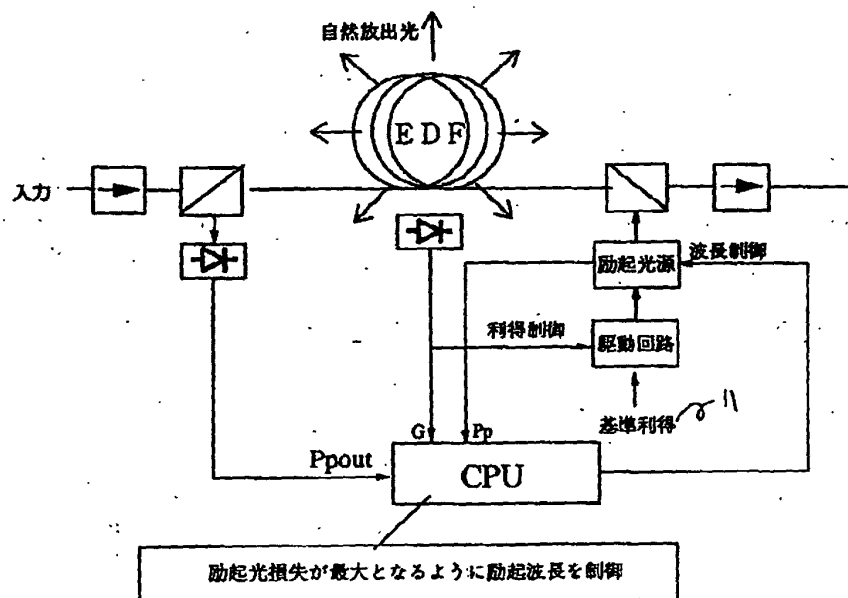 自然放出光
EDF
入力
励起光源
波長制御
利得制御
駆動回路
基準利得
11
G
Pp
Ppout
CPU
励起光損失が最大となるように励起波長を制御